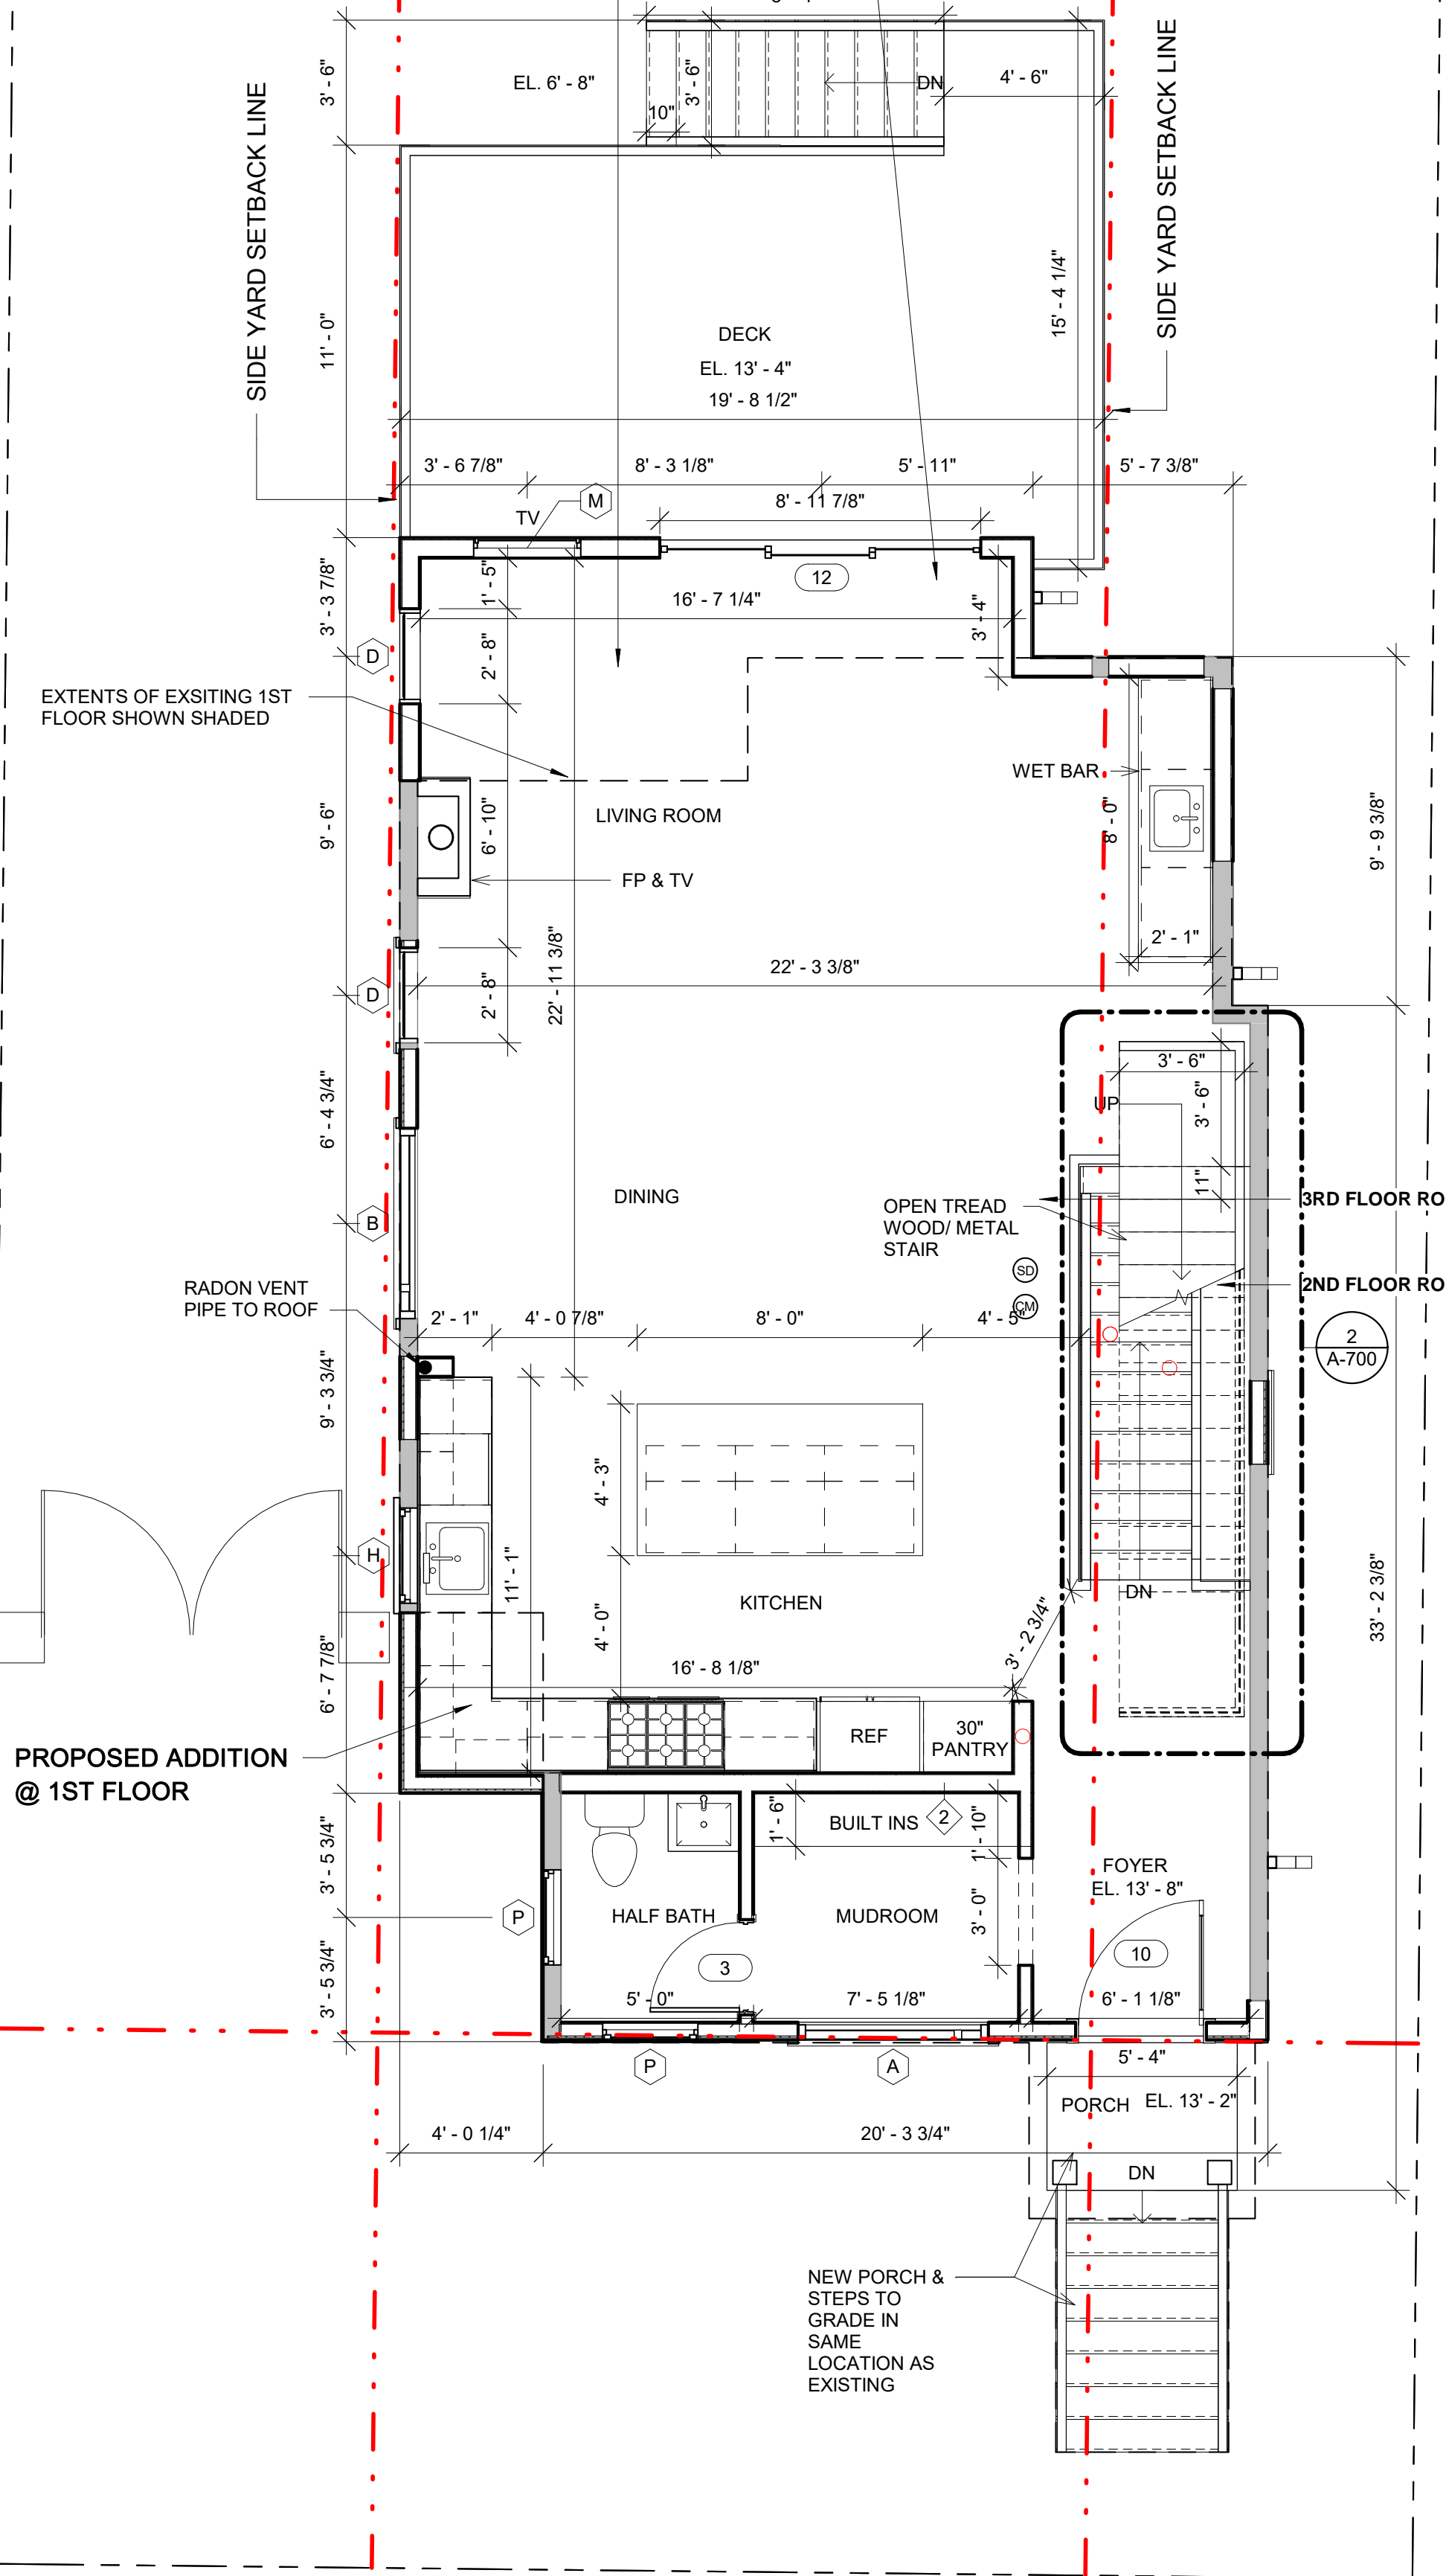 3' - 6"
EL. 6' - 8"
3' - 6"
10"
DN
4' - 6"
SIDE YARD SETBACK LINE
SIDE YARD SETBACK LINE
11' - 0"
15' - 4 1/4"
DECK
EL. 13' - 4"
19' - 8 1/2"
3' - 6 7/8"
8' - 3 1/8"
5' - 11"
5' - 7 3/8"
8' - 11 7/8"
M
TV
12
3' - 3 7/8"
1' - 5"
16' - 7 1/4"
3' - 4"
D
2' - 8"
EXTENTS OF EXSITING 1ST
FLOOR SHOWN SHADED
WET BAR
8' - 0"
9' - 6"
6' - 10"
LIVING ROOM
9' - 9 3/8"
FP & TV
22' - 11 3/8"
2' - 1"
22' - 3 3/8"
D
2' - 8"
3' - 6"
UP
3' - 6"
6' - 4 3/4"
11"
DINING
OPEN TREAD
WOOD/ METAL
STAIR
3RD FLOOR RO
B
SD
CM
2ND FLOOR RO
RADON VENT
PIPE TO ROOF
2' - 1"
4' - 0 7/8"
8' - 0"
4' - 5"
2
A-700
9' - 3 3/4"
4' - 3"
H
11' - 1"
KITCHEN
DN
4' - 0"
3' - 2 3/4"
33' - 2 3/8"
6' - 7 7/8"
16' - 8 1/8"
REF
30"
PANTRY
PROPOSED ADDITION
@ 1ST FLOOR
1' - 6"
BUILT INS
2
1' - 10"
3' - 5 3/4"
FOYER
EL. 13' - 8"
P
HALF BATH
MUDROOM
3' - 0"
3
10
3' - 5 3/4"
5' - 0"
7' - 5 1/8"
6' - 1 1/8"
P
A
5' - 4"
PORCH
EL. 13' - 2"
4' - 0 1/4"
20' - 3 3/4"
DN
NEW PORCH &
STEPS TO
GRADE IN
SAME
LOCATION AS
EXISTING